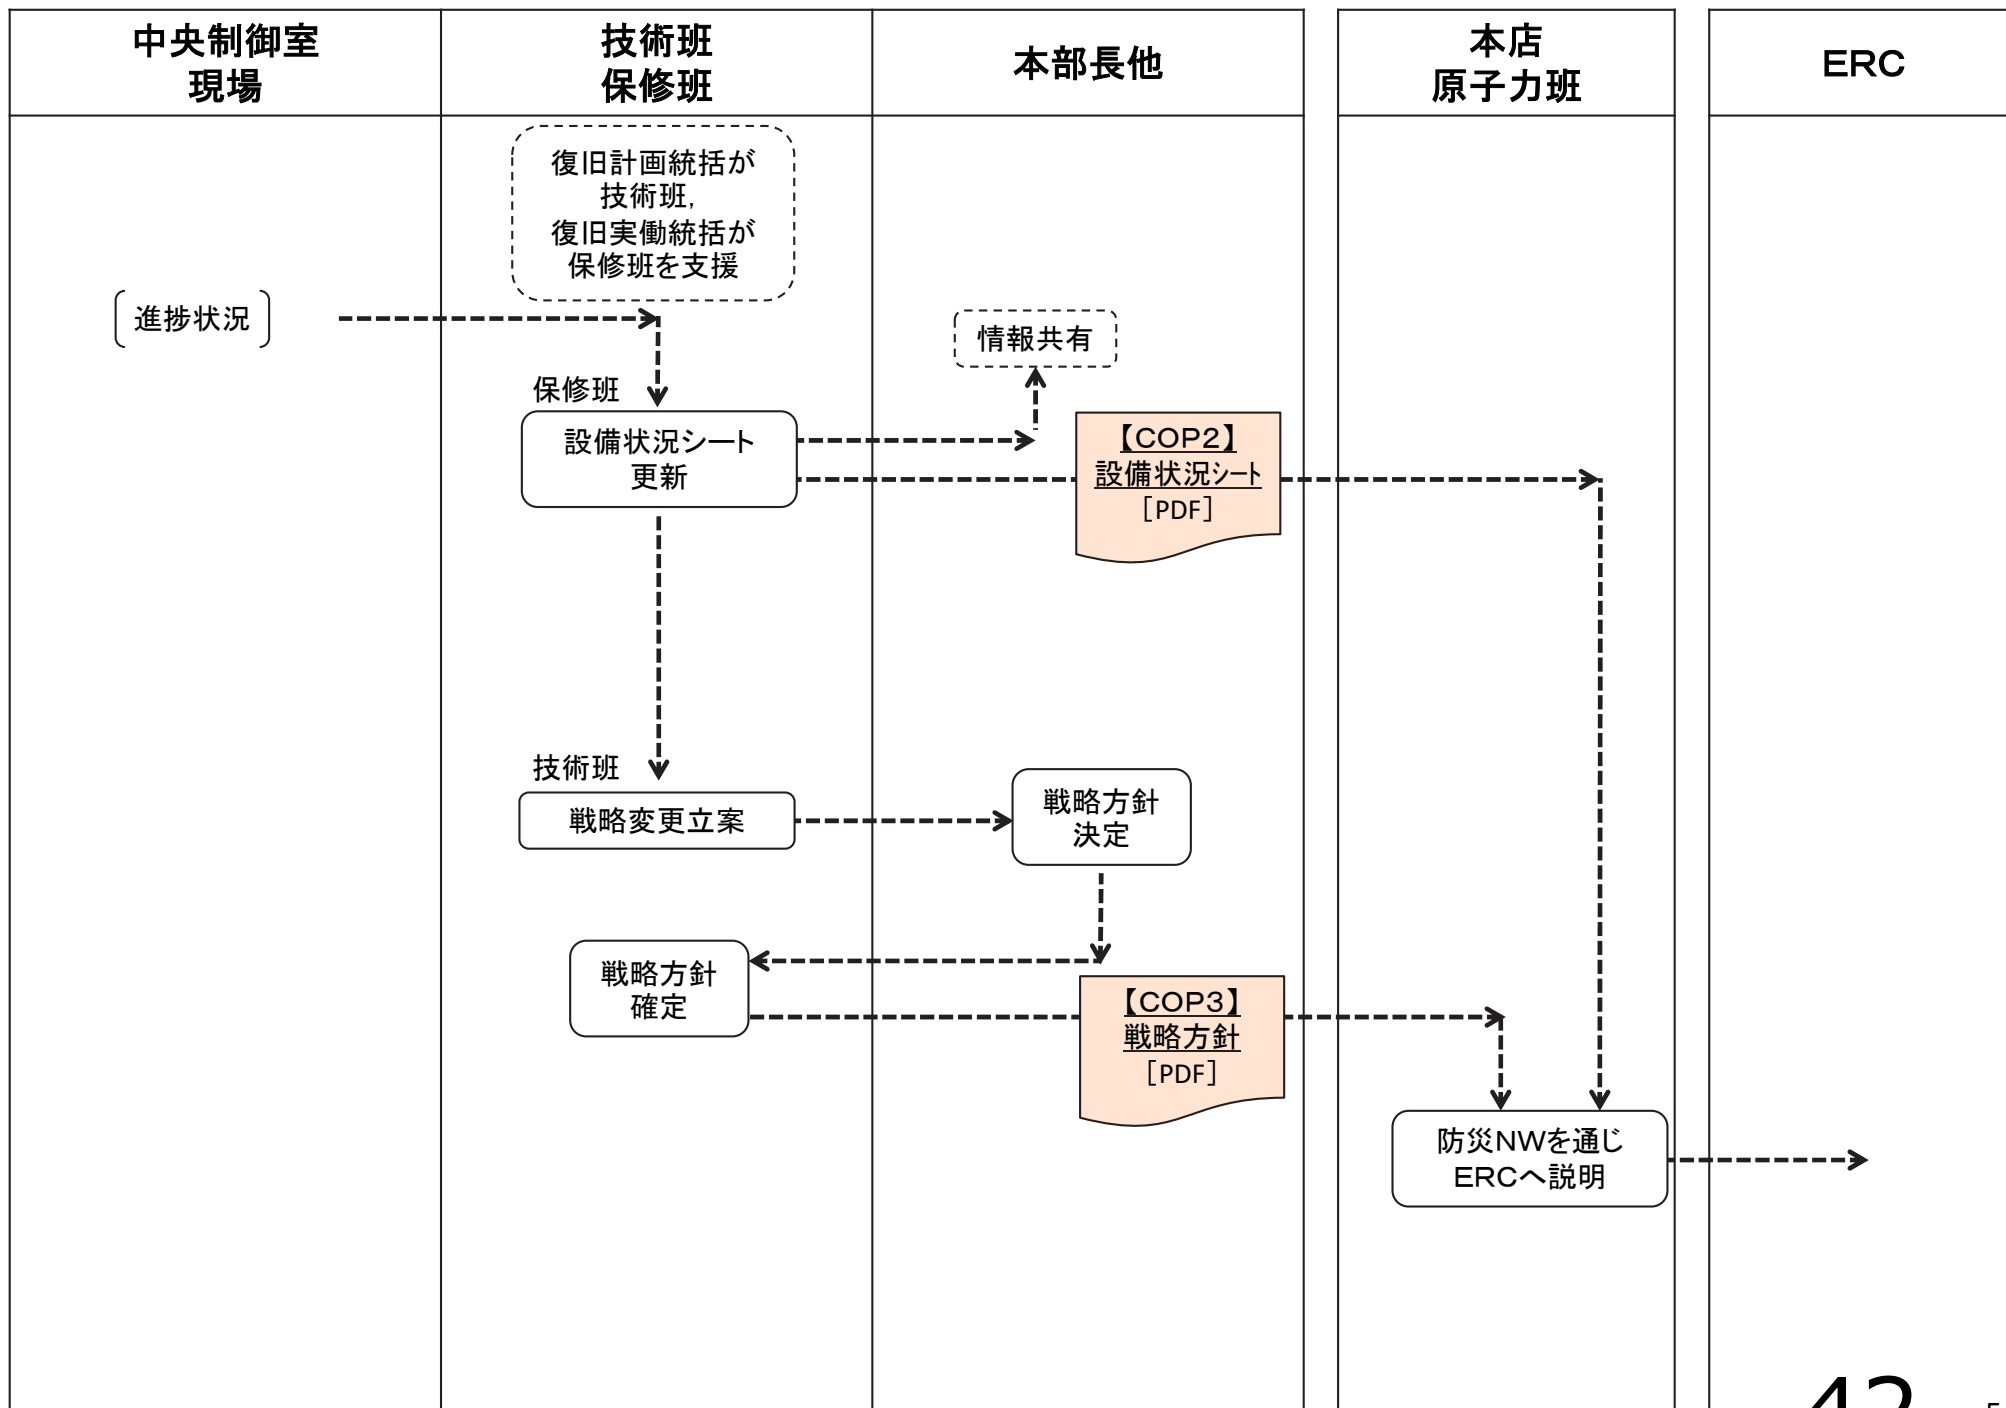 中央制御室
現場
技術班
保修班
本部長他
本店
原子力班
ERC
復旧計画統括が
技術班,
復旧実働統括が
保修班を支援
進捗状況
情報共有
保修班
設備状況シート
更新
【COP2】
設備状況シート
［PDF］
技術班
戦略変更立案
戦略方針
決定
戦略方針
確定
【COP3】
戦略方針
［PDF］
防災NWを通じ
ERCへ説明
42